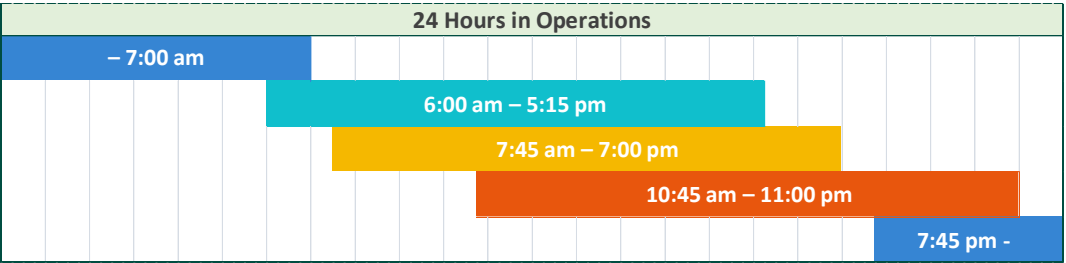 24 Hours in Operations
– 7:00 am
6:00 am – 5:15 pm
7:45 am – 7:00 pm
10:45 am – 11:00 pm
7:45 pm -